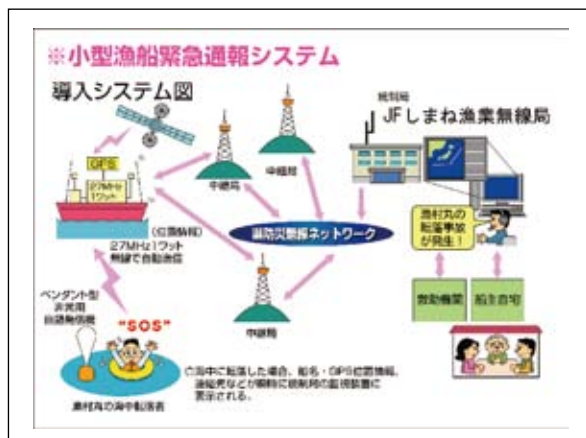 ※小型漁船緊急通報システム
導入システム図
統制局
JFしまね漁業無線局
GPS
27MHz
1ワット
中継局
中継局
(位置情報)
27MHz1ワット
無線で自動送信
防災無線ネットワーク
漁村丸の
転落事故
が発生！
救助機関
船主自宅
ペンダント型
非常用
自動発信機
"SOS"
中継局
漁村丸の海中転落者
○海中に転落した場合、船名・GPS位置情報、
連絡先などが瞬時に統制局の監視装置に
表示される。